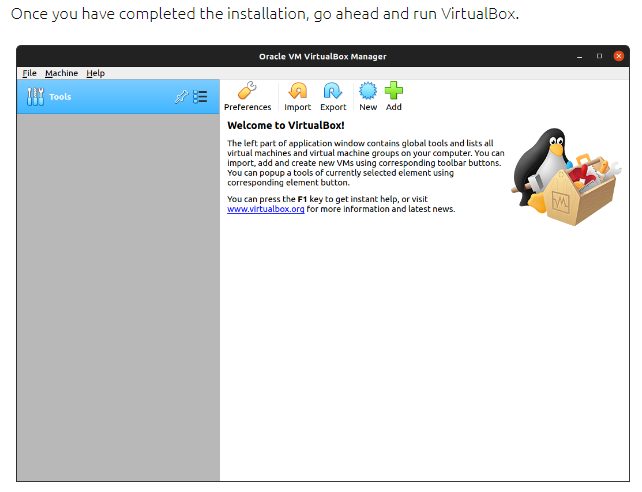 Once you have completed the installation, go ahead and run VirtualBox.
Oracle VM VirtualBox Manager
File Machine Help
Tools
Preferences Import Export New Add
Welcome to VirtualBox!
The left part of application window contains global tools and lists all
virtual machines and virtual machine groups on your computer. You can
import, add and create new VMs using corresponding toolbar buttons.
You can popup a tools of currently selected element using
corresponding element button.
You can press the F1 key to get instant help, or visit
www.virtualbox.org for more information and latest news.